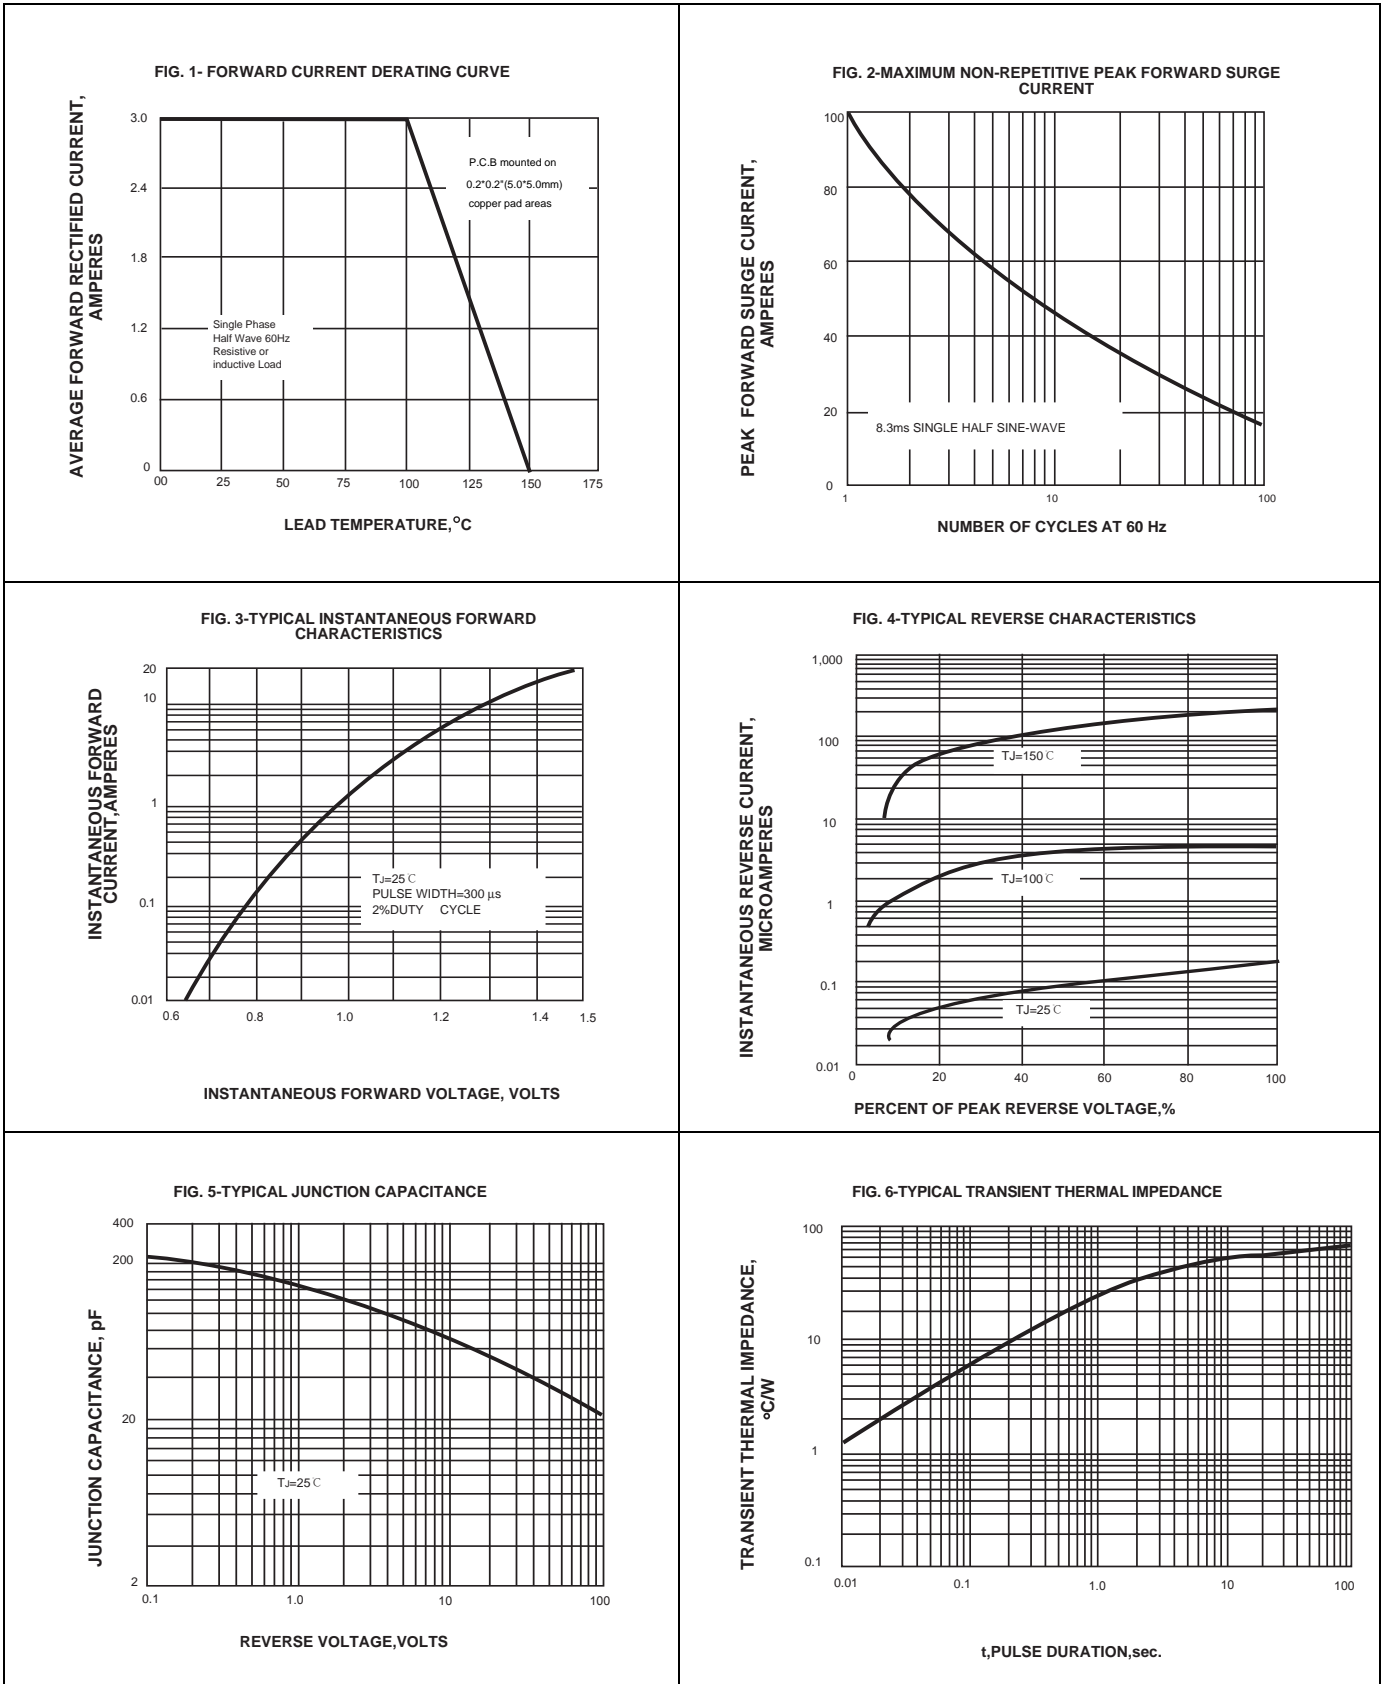 FIG. 1- FORWARD CURRENT DERATING CURVE
AVERAGE FORWARD RECTIFIED CURRENT,
AMPERES
3.0
2.4
1.8
1.2
0.6
0
P.C.B mounted on
0.2*0.2"(5.0*5.0mm)
copper pad areas
Single Phase
Half Wave 60Hz
Resistive or
inductive Load
00 25 50 75 100 125 150 175
LEAD TEMPERATURE,°C
FIG. 2-MAXIMUM NON-REPETITIVE PEAK FORWARD SURGE
CURRENT
PEAK FORWARD SURGE CURRENT,
AMPERES
100
80
60
40
20
0
8.3ms SINGLE HALF SINE-WAVE
1 10 100
NUMBER OF CYCLES AT 60 Hz
FIG. 3-TYPICAL INSTANTANEOUS FORWARD
CHARACTERISTICS
INSTANTANEOUS FORWARD
CURRENT,AMPERES
20
10
1
0.1
0.01
TJ=25℃
PULSE WIDTH=300 µs
2%DUTY CYCLE
0.6 0.8 1.0 1.2 1.4 1.5
INSTANTANEOUS FORWARD VOLTAGE, VOLTS
FIG. 4-TYPICAL REVERSE CHARACTERISTICS
INSTANTANEOUS REVERSE CURRENT,
MICROAMPERES
1,000
100
10
1
0.1
0.01
TJ=150℃
TJ=100℃
TJ=25℃
0 20 40 60 80 100
PERCENT OF PEAK REVERSE VOLTAGE,%
FIG. 5-TYPICAL JUNCTION CAPACITANCE
JUNCTION CAPACITANCE, pF
400
200
20
2
TJ=25℃
0.1 1.0 10 100
REVERSE VOLTAGE,VOLTS
FIG. 6-TYPICAL TRANSIENT THERMAL IMPEDANCE
TRANSIENT THERMAL IMPEDANCE,
°C/W
100
10
1
0.1
0.01 0.1 1.0 10 100
t,PULSE DURATION,sec.